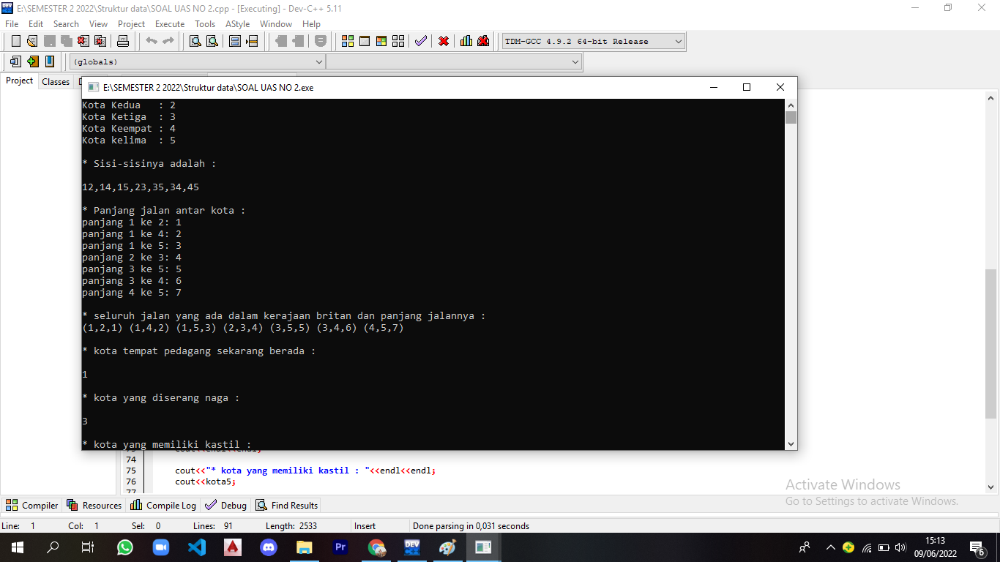 E:\SEMESTER 2 2022\Struktur data\SOAL UAS NO 2.cpp - [Executing] - Dev-C++ 5.11
File Edit Search View Project Execute Tools AStyle Window Help
TDM-GCC 4.9.2 64-bit Release
(globals)
Project Classes
E:\SEMESTER 2 2022\Struktur data\SOAL UAS NO 2.exe
Kota Kedua   : 2
Kota Ketiga  : 3
Kota Keempat : 4
Kota kelima  : 5
* Sisi-sisinya adalah :
12,14,15,23,35,34,45
* Panjang jalan antar kota :
panjang 1 ke 2: 1
panjang 1 ke 4: 2
panjang 1 ke 5: 3
panjang 2 ke 3: 4
panjang 3 ke 5: 5
panjang 3 ke 4: 6
panjang 4 ke 5: 7
* seluruh jalan yang ada dalam kerajaan britan dan panjang jalannya :
(1,2,1) (1,4,2) (1,5,3) (2,3,4) (3,5,5) (3,4,6) (4,5,7)
* kota tempat pedagang sekarang berada :
1
* kota yang diserang naga :
3
* kota yang memiliki kastil :
74
75 cout<<"* kota yang memiliki kastil : "<<endl<<endl;
76 cout<<kota5;
77
Activate Windows
Go to Settings to activate Windows.
Compiler Resources Compile Log Debug Find Results
Line: 1 Col: 1 Sel: 0 Lines: 91 Length: 2533 Insert Done parsing in 0,031 seconds
Pr DEV
15:13
09/06/2022
6